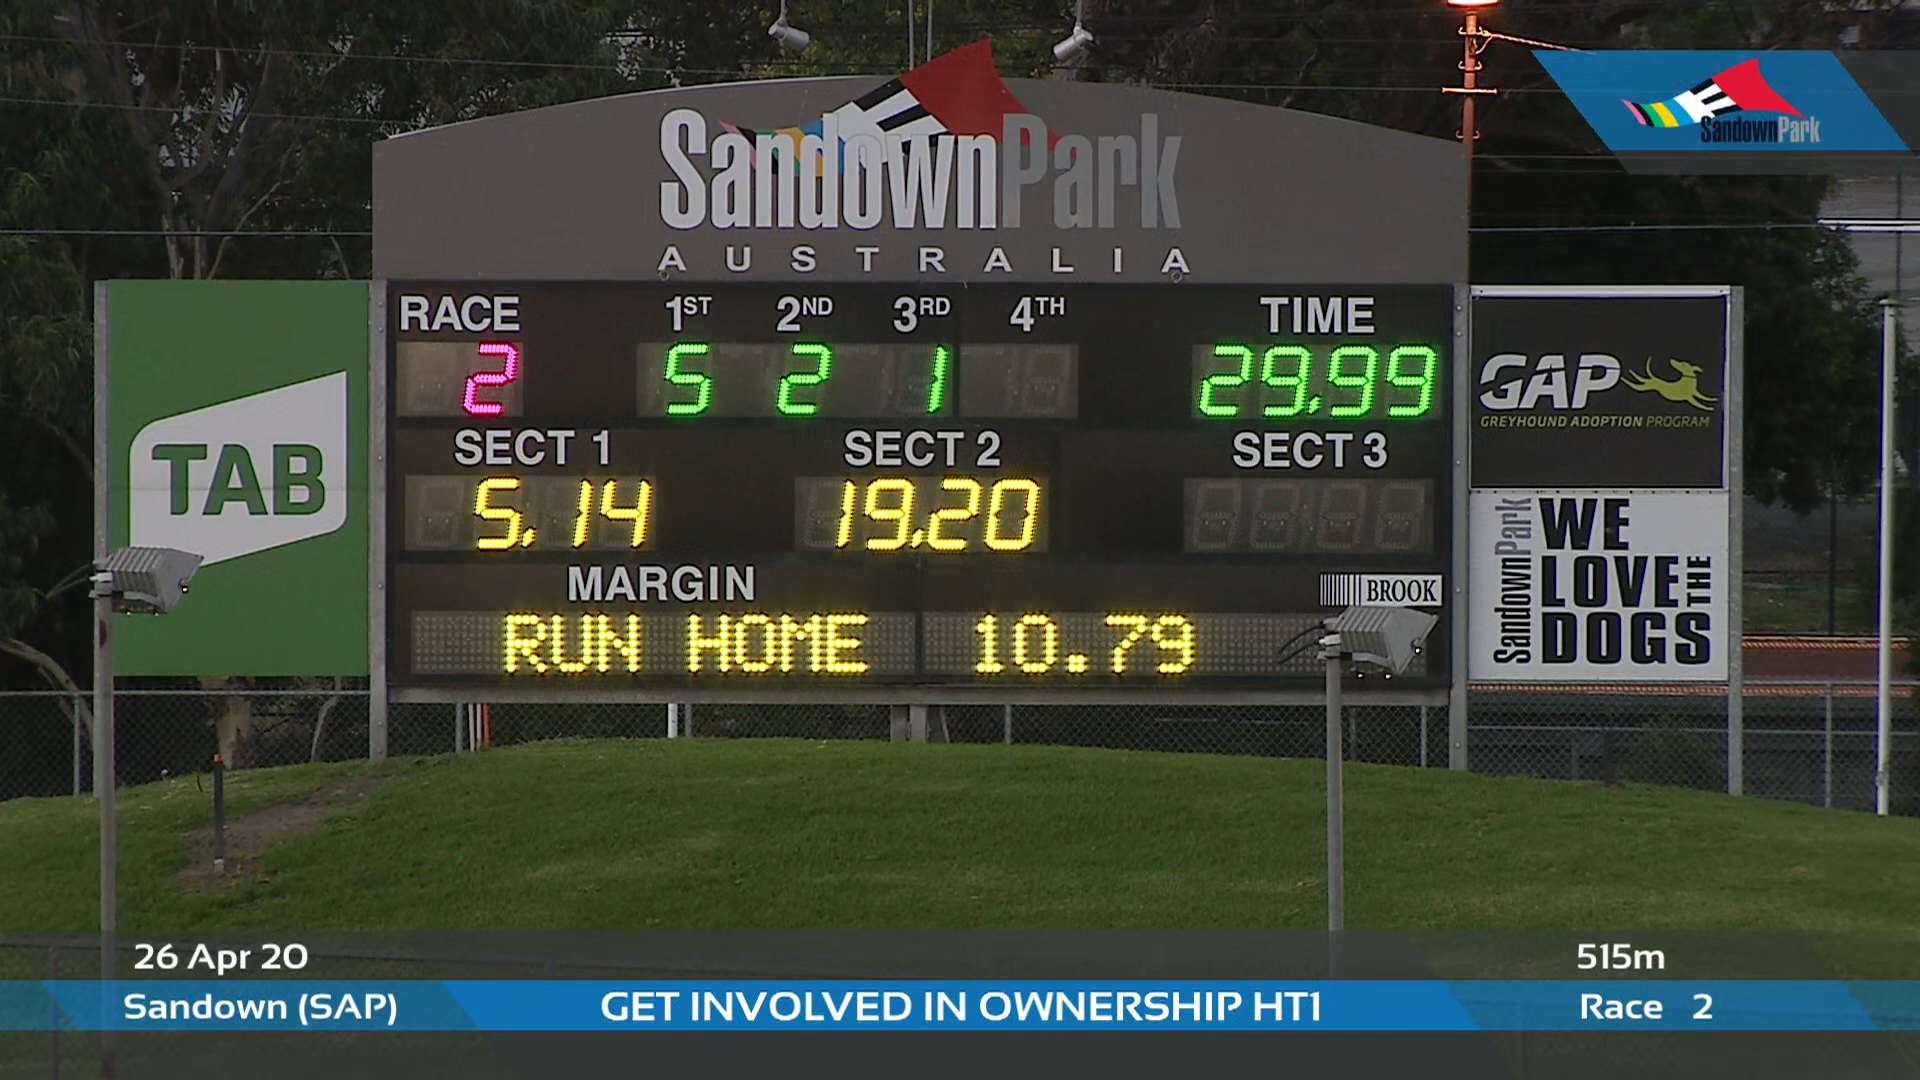 SandownPark
SandownPark
AUSTRALIA
RACE 1ST 2ND 3RD 4TH TIME
2 5 2 1 29.99
SECT 1 SECT 2 SECT 3
5.14 19.20
MARGIN
BROOK
RUN HOME 10.79
TAB
GAP
GREYHOUND ADOPTION PROGRAM
SandownPark
WE
LOVE THE
DOGS
26 Apr 20
515m
Sandown (SAP)
GET INVOLVED IN OWNERSHIP HT1
Race 2